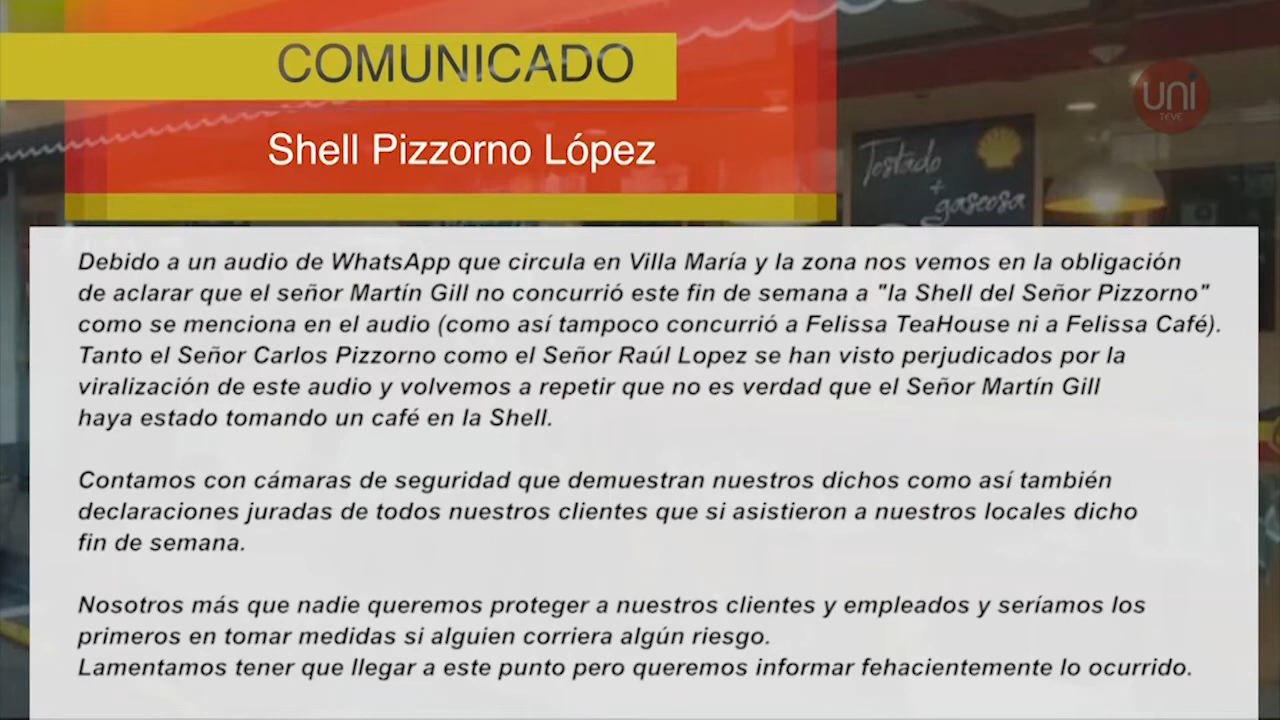 COMUNICADO
Shell Pizzorno López
uni
TEVE
Tostado
+
gaseosa
Debido a un audio de WhatsApp que circula en Villa María y la zona nos vemos en la obligación
de aclarar que el señor Martín Gill no concurrió este fin de semana a "la Shell del Señor Pizzorno"
como se menciona en el audio (como así tampoco concurrió a Felissa TeaHouse ni a Felissa Café).
Tanto el Señor Carlos Pizzorno como el Señor Raúl Lopez se han visto perjudicados por la
viralización de este audio y volvemos a repetir que no es verdad que el Señor Martín Gill
haya estado tomando un café en la Shell.
Contamos con cámaras de seguridad que demuestran nuestros dichos como así también
declaraciones juradas de todos nuestros clientes que si asistieron a nuestros locales dicho
fin de semana.
Nosotros más que nadie queremos proteger a nuestros clientes y empleados y seríamos los
primeros en tomar medidas si alguien corriera algún riesgo.
Lamentamos tener que llegar a este punto pero queremos informar fehacientemente lo ocurrido.